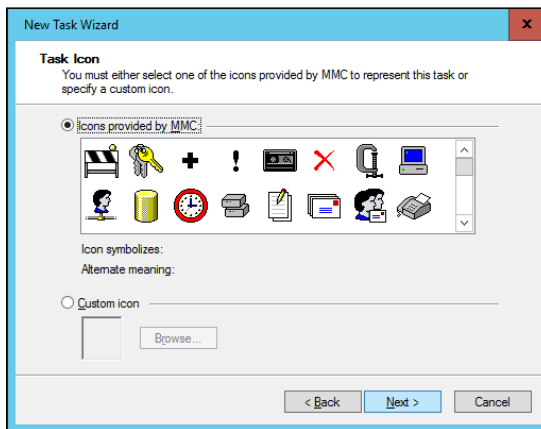 New Task Wizard
x
Task Icon
You must either select one of the icons provided by MMC to represent this task or
specify a custom icon.
Icons provided by MMC:
Icon symbolizes:
Alternate meaning:
Custom icon
Browse...
< Back Next > Cancel